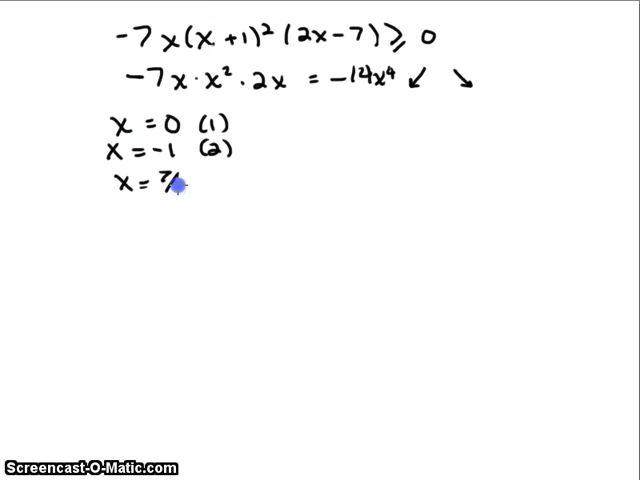 -7x(x+1)²(2x-7) ≥ 0
-7x·x²·2x = -14x⁴ ↙ ↘
x = 0 (1)
x = -1 (2)
x = 7/
Screencast-O-Matic.com